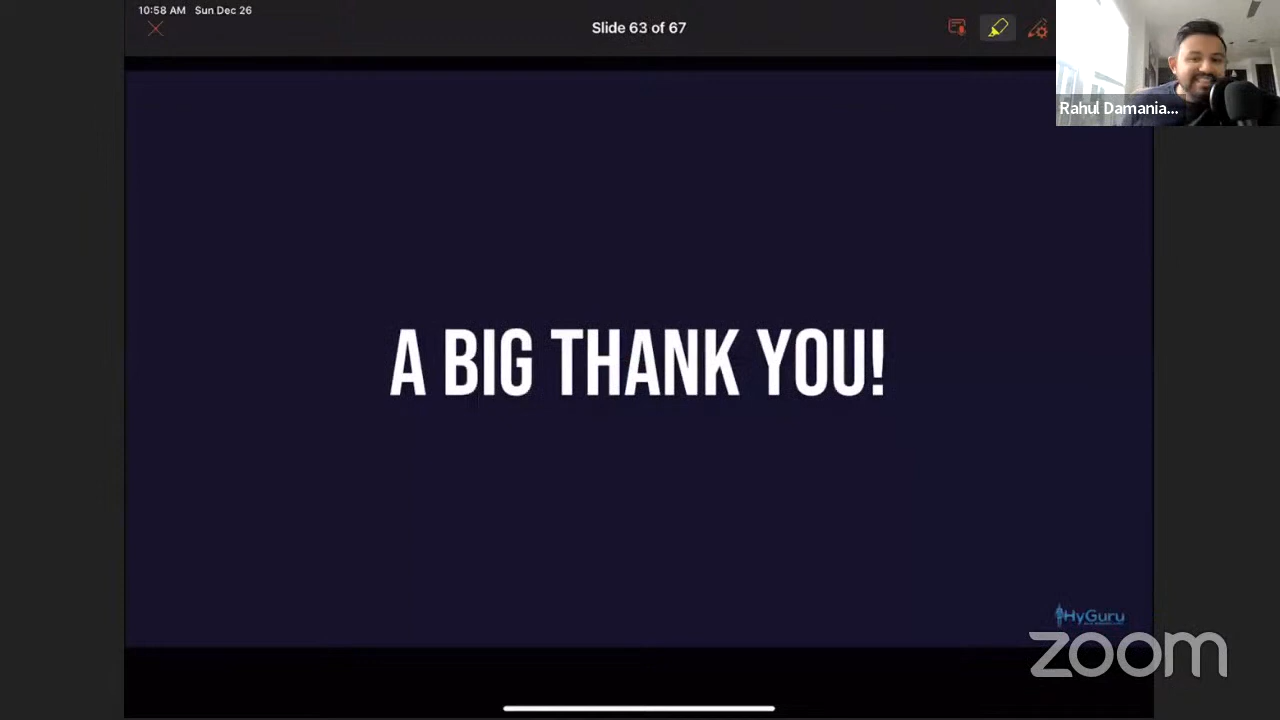 10:58 AM Sun Dec 26
Slide 63 of 67
Rahul Damania...
A BIG THANK YOU!
HyGuru
zoom